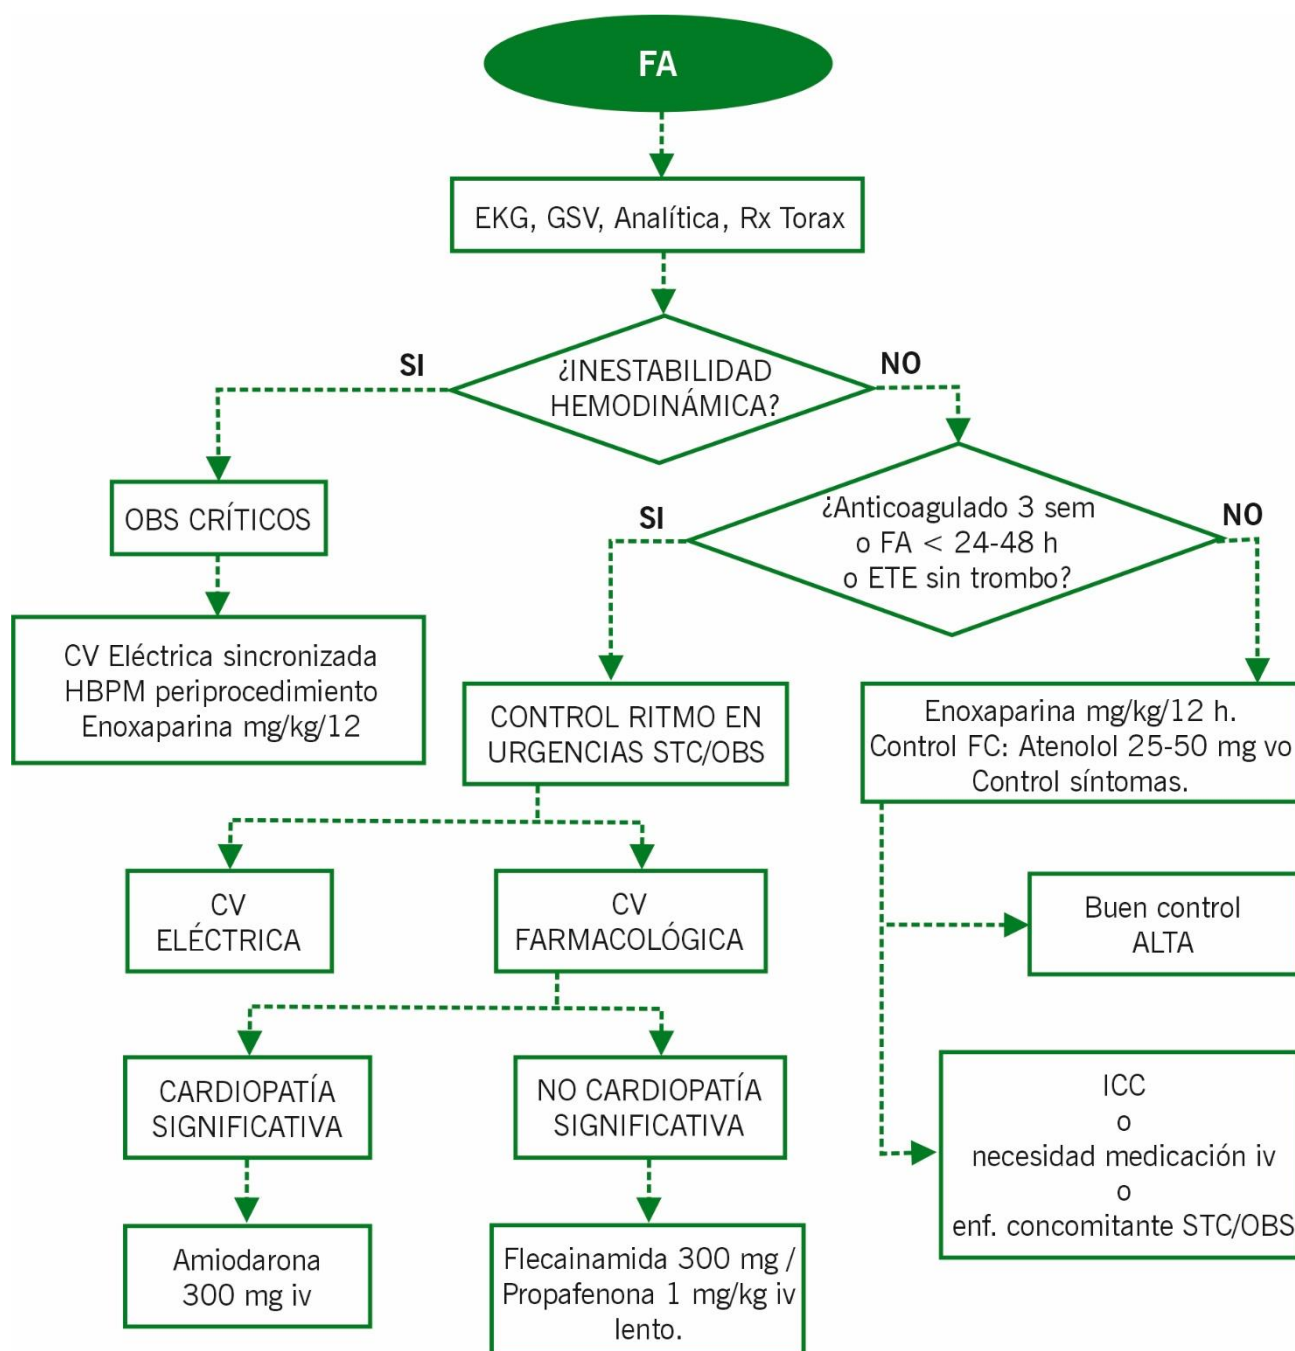 FA
EKG, GSV, Analítica, Rx Torax
¿INESTABILIDAD
HEMODINÁMICA?
SI
NO
OBS CRÍTICOS
CV Eléctrica sincronizada
HBPM periprocedimiento
Enoxaparina mg/kg/12
¿Anticoagulado 3 sem
o FA < 24-48 h
o ETE sin trombo?
SI
NO
CONTROL RITMO EN
URGENCIAS STC/OBS
Enoxaparina mg/kg/12 h.
Control FC: Atenolol 25-50 mg vo
Control síntomas.
CV
ELÉCTRICA
CV
FARMACOLÓGICA
Buen control
ALTA
CARDIOPATÍA
SIGNIFICATIVA
NO CARDIOPATÍA
SIGNIFICATIVA
ICC
o
necesidad medicación iv
o
enf. concomitante STC/OBS
Amiodarona
300 mg iv
Flecainamida 300 mg /
Propafenona 1 mg/kg iv
lento.